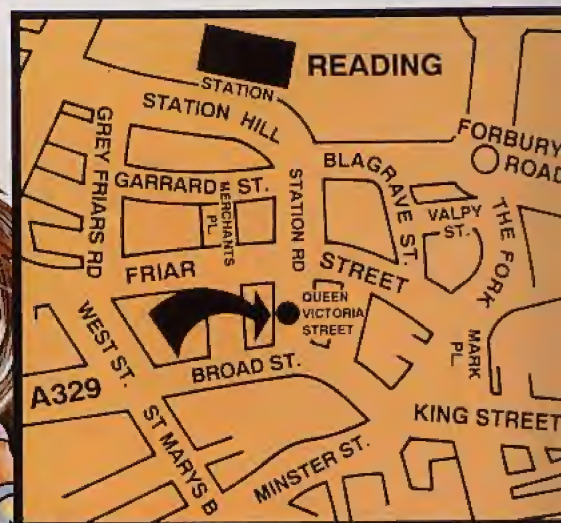 READING
STATION
STATION HILL
FORBURY
ROAD
GREY FRIARS RD
GARRARD ST.
MERCHANTS
PL.
STATION RD
BLAGRAVE ST.
VALPY
ST.
THE FORK
FRIAR
STREET
QUEEN
VICTORIA
STREET
WEST ST.
BROAD ST.
MARK
PL.
A329
ST MARYS B
KING STREET
MINSTER ST.